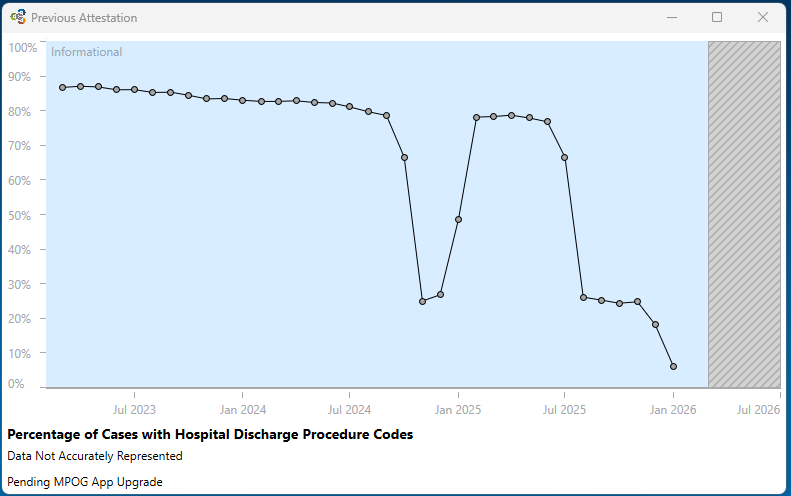 Previous Attestation
100%
Informational
90%
80%
70%
60%
50%
40%
30%
20%
10%
0%
Jul 2023
Jan 2024
Jul 2024
Jan 2025
Jul 2025
Jan 2026
Jul 2026
Percentage of Cases with Hospital Discharge Procedure Codes
Data Not Accurately Represented
Pending MPOG App Upgrade